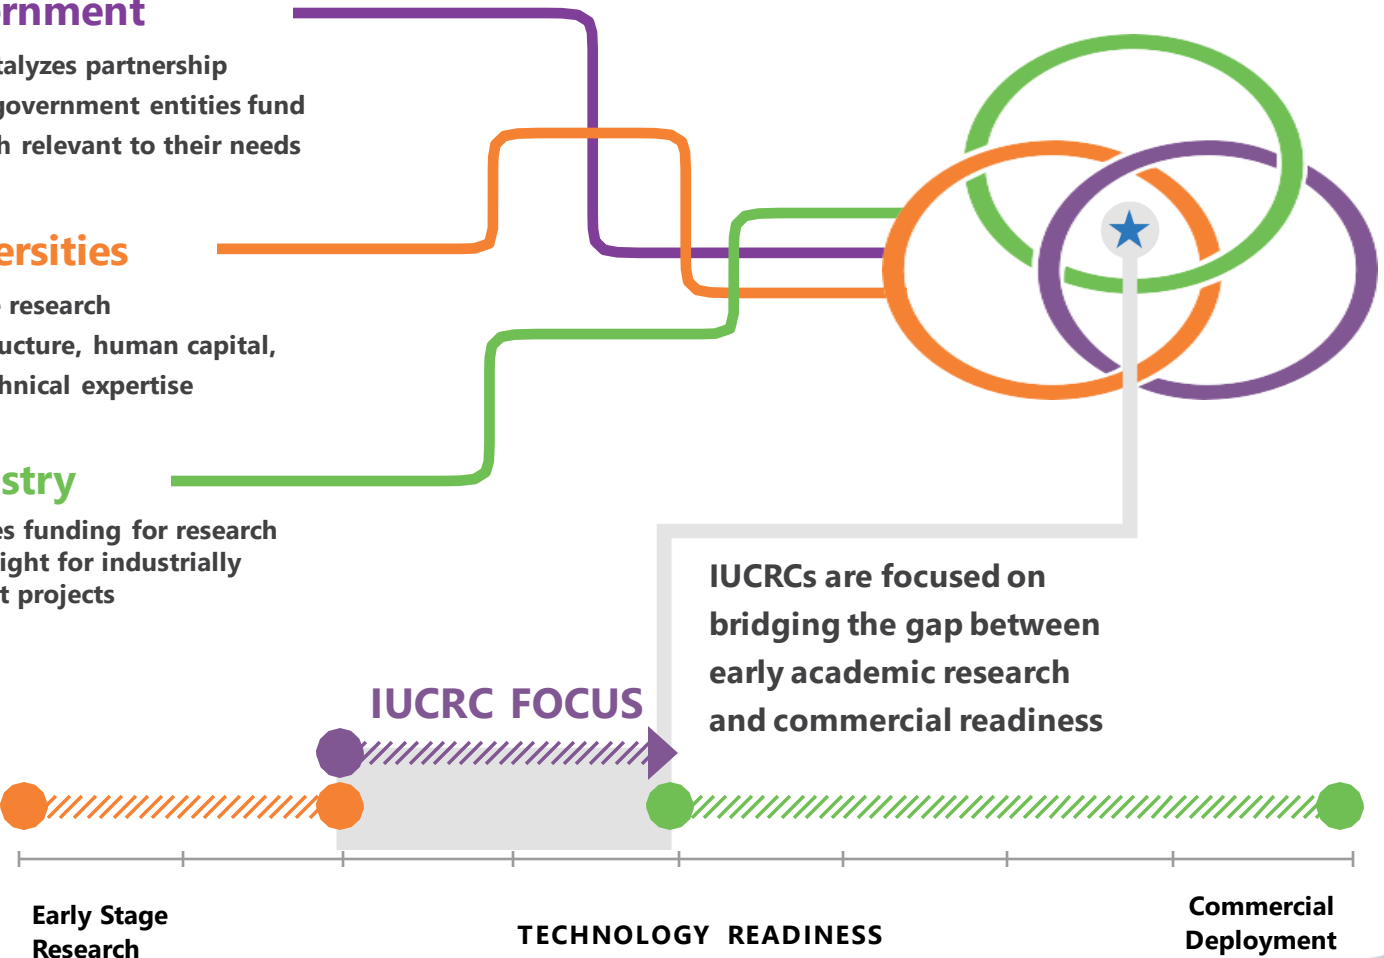 ernment
talyzes partnership
government entities fund
h relevant to their needs
ersities
research
ucture, human capital,
hnical expertise
stry
es funding for research
ight for industrially
t projects
IUCRCs are focused on
bridging the gap between
early academic research
and commercial readiness
IUCRC FOCUS
Early Stage
Research
TECHNOLOGY READINESS
Commercial
Deployment